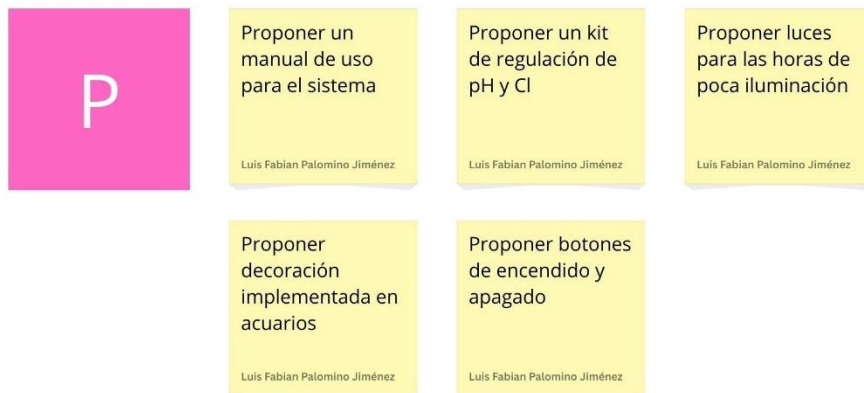 P
Proponer un
manual de uso
para el sistema
Luis Fabian Palomino Jiménez
Proponer un kit
de regulación de
pH y Cl
Luis Fabian Palomino Jiménez
Proponer luces
para las horas de
poca iluminación
Luis Fabian Palomino Jiménez
Proponer
decoración
implementada en
acuarios
Luis Fabian Palomino Jiménez
Proponer botones
de encendido y
apagado
Luis Fabian Palomino Jiménez